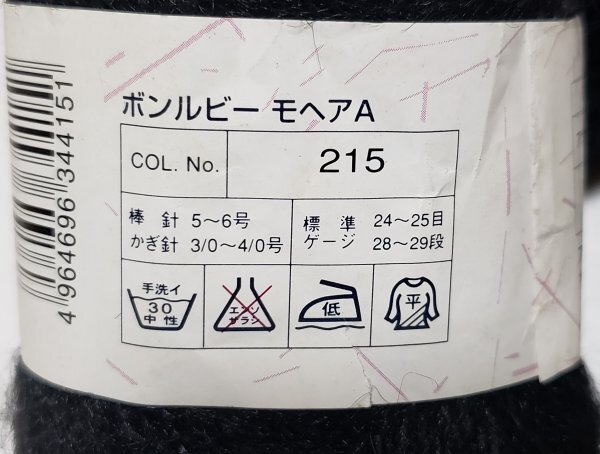 ボンルビー モヘアA
COL. No. 215
棒 針 5〜6号
かぎ針 3/0〜4/0号
標 準 24〜25目
ゲージ 28〜29段
手洗イ
30
中 性
エンソ
サラシ
低
平
4 964696 344151